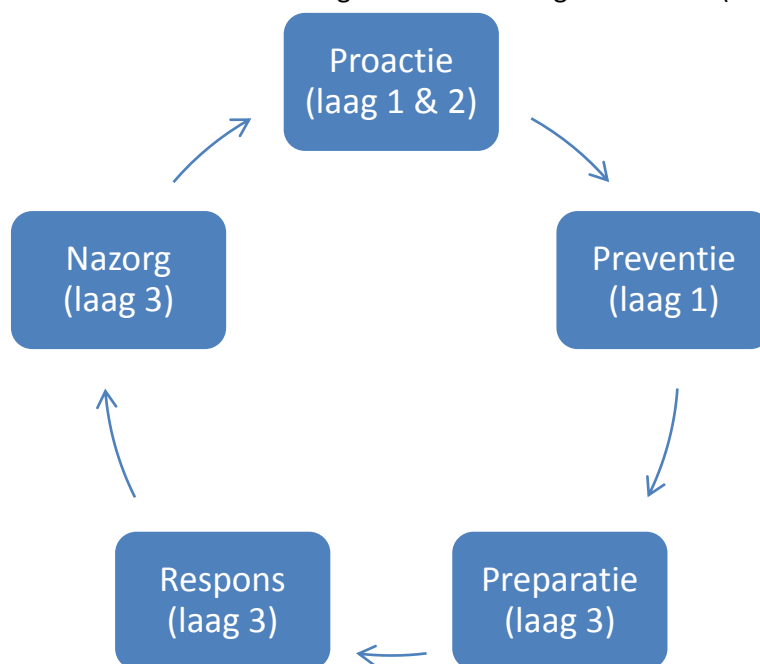 Proactie
(laag 1 & 2)
Preventie
(laag 1)
Preparatie
(laag 3)
Respons
(laag 3)
Nazorg
(laag 3)